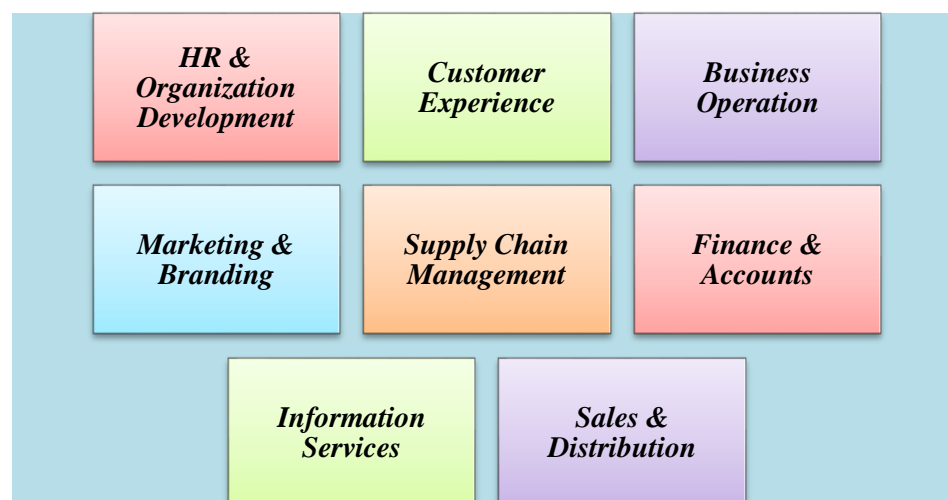 HR &
Organization
Development
Customer
Experience
Business
Operation
Marketing &
Branding
Supply Chain
Management
Finance &
Accounts
Information
Services
Sales &
Distribution